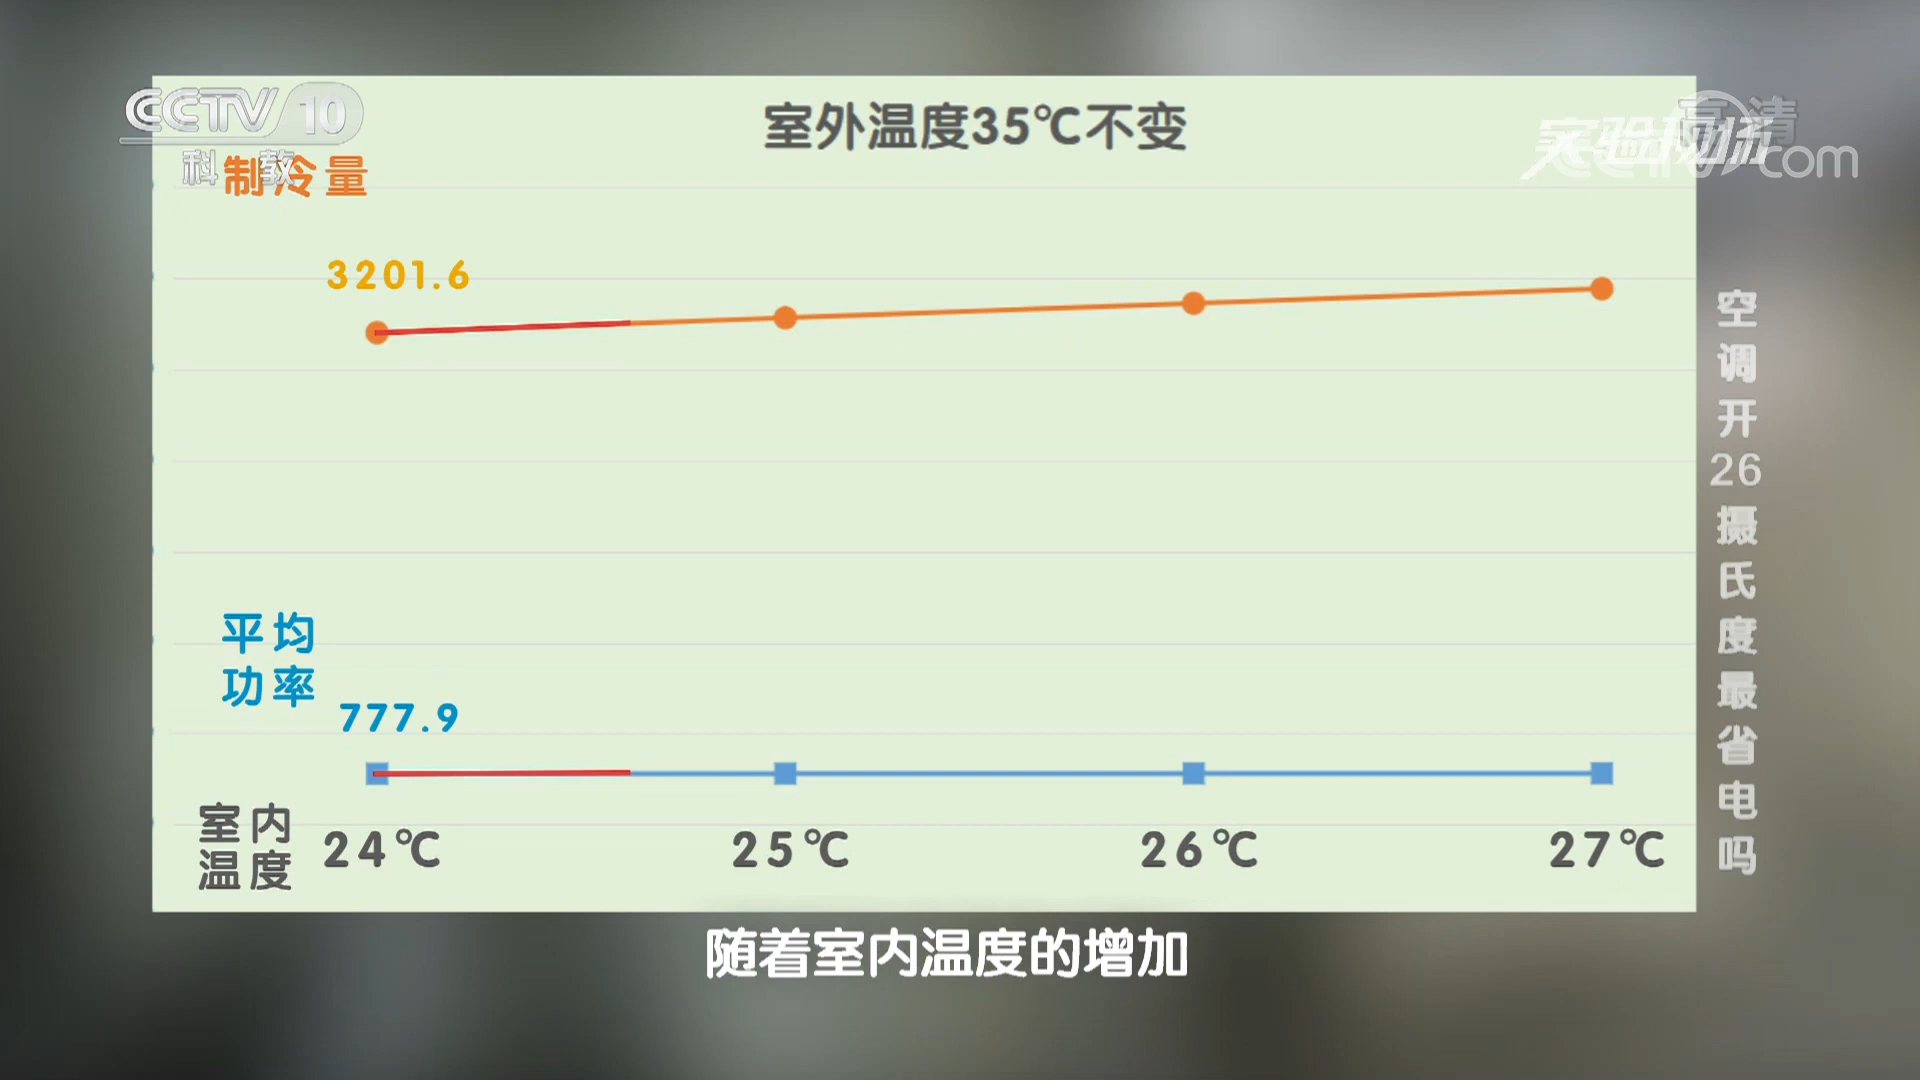 CCTV 10
科教
室外温度35℃不变
高清
实验现场
.com
制冷量
3201.6
平均
功率
777.9
室内
温度
24℃
25℃
26℃
27℃
空调开26摄氏度最省电吗
随着室内温度的增加